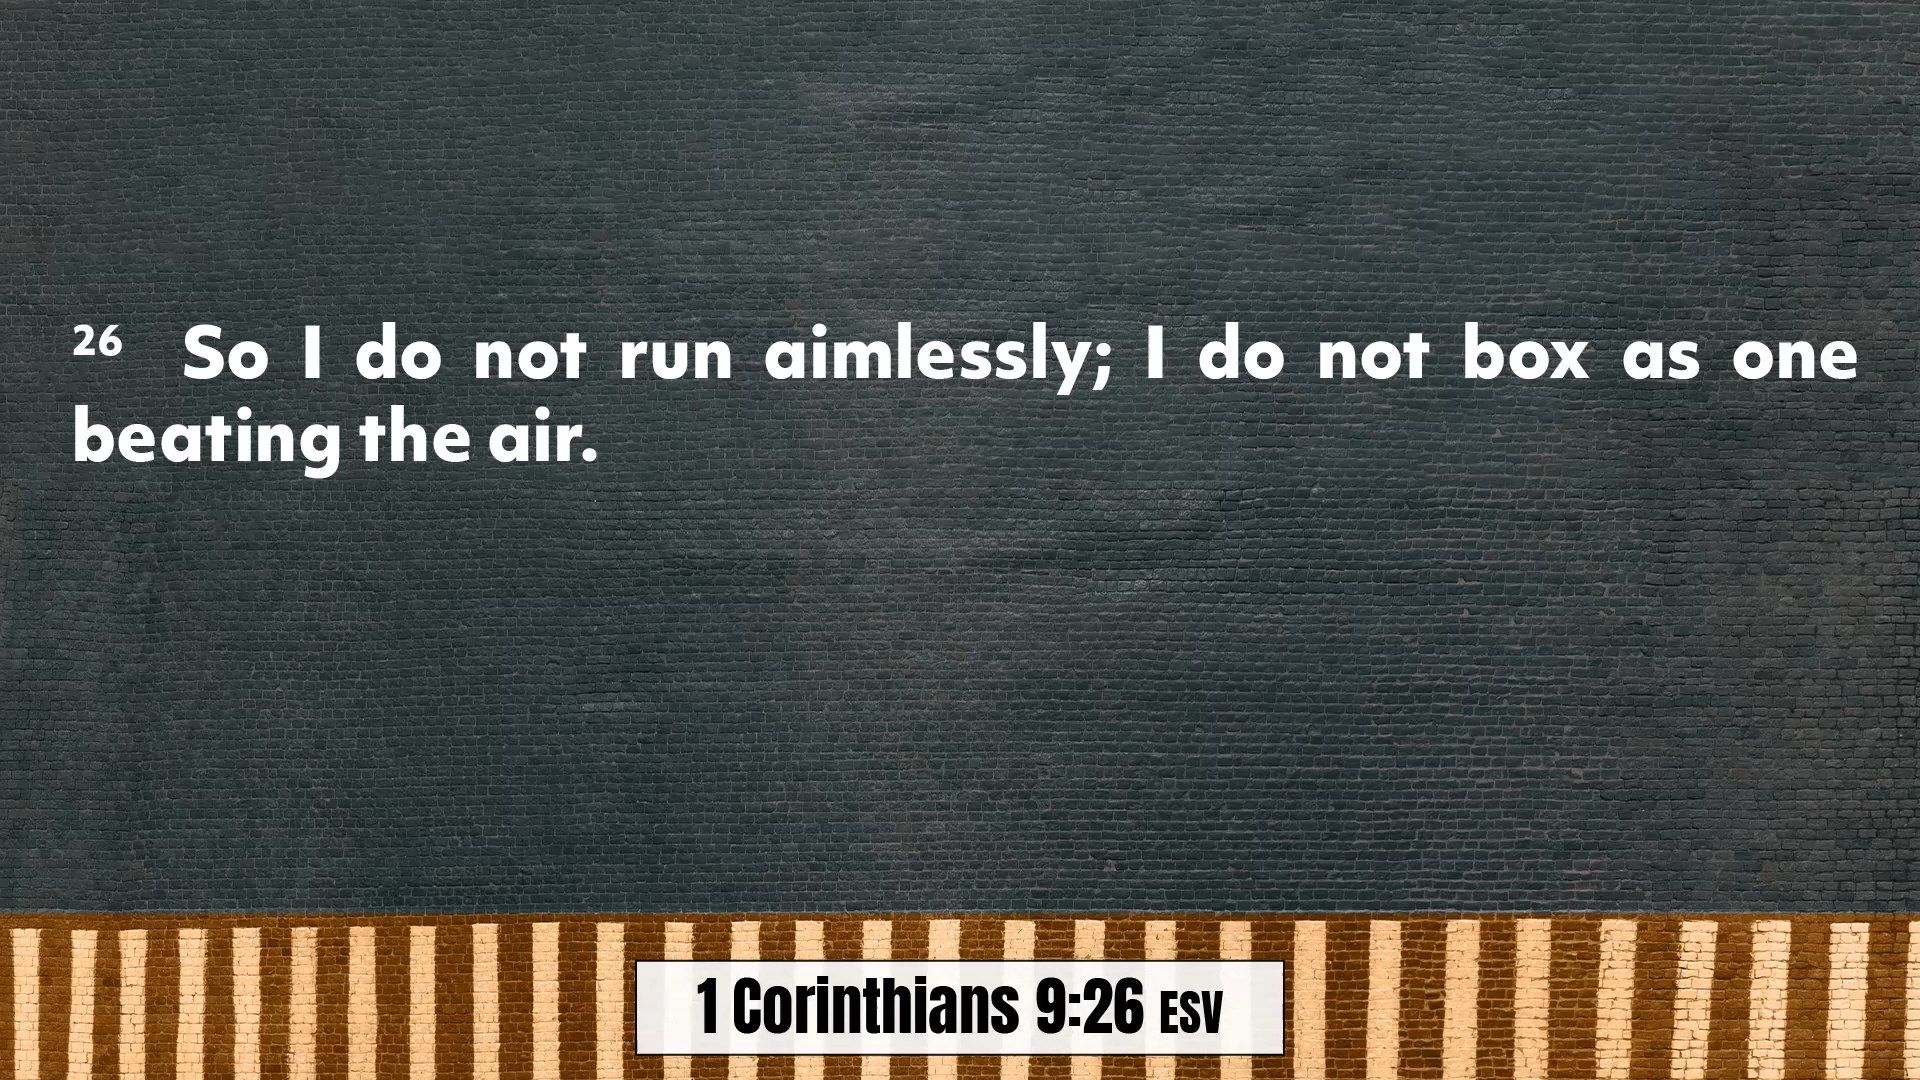 26 So I do not run aimlessly; I do not box as one
beating the air.
1 Corinthians 9:26 ESV